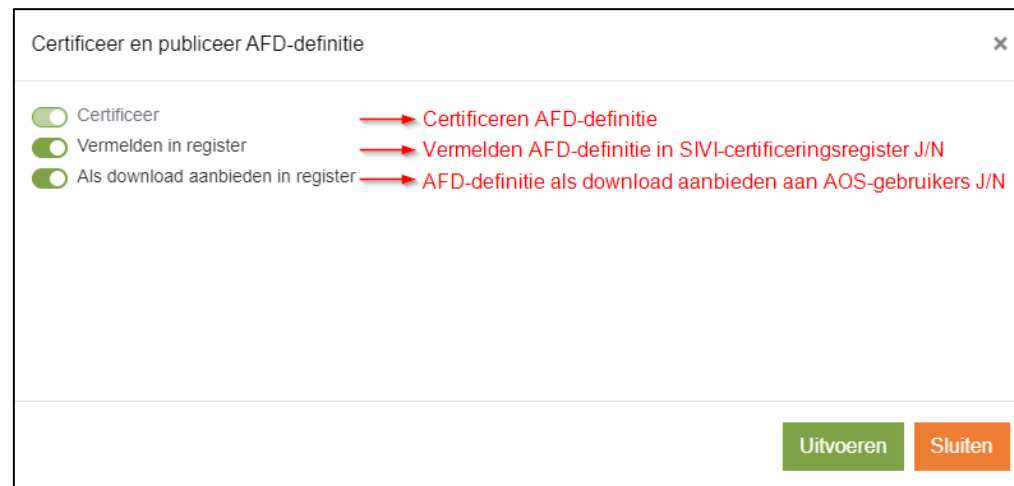 Certificeer en publiceer AFD-definitie ×
Certificeer Certificeren AFD-definitie
Vermelden in register Vermelden AFD-definitie in SIVI-certificeringsregister J/N
Als download aanbieden in register AFD-definitie als download aanbieden aan AOS-gebruikers J/N
Uitvoeren Sluiten